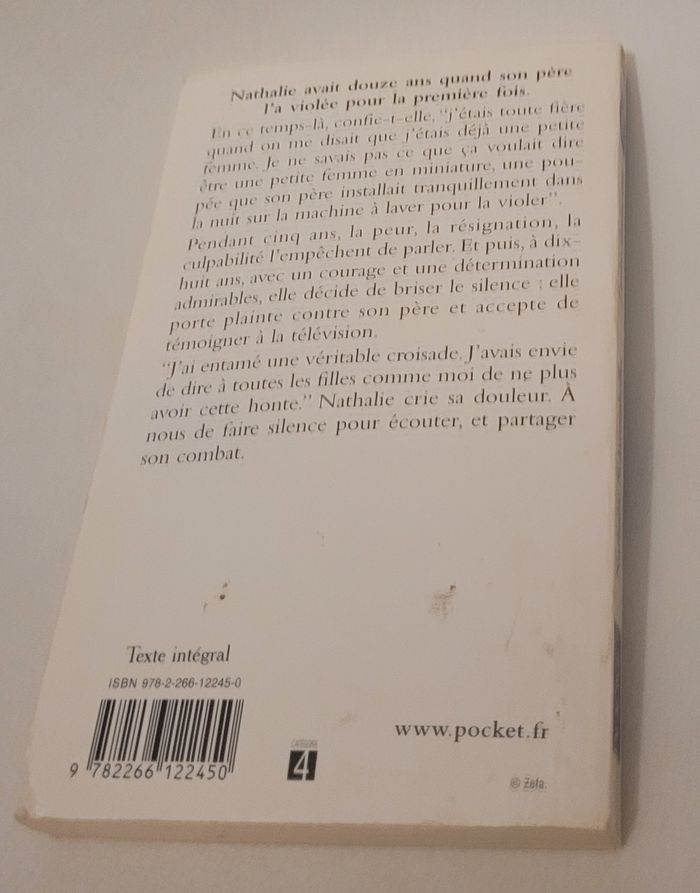 Nathalie avait douze ans quand son père
l'a violée pour la première fois.
En ce temps-là, confie-t-elle, "j'étais toute fière
quand on me disait que j'étais déjà une petite
femme. Je ne savais pas ce que ça voulait dire
être une petite femme en miniature, une pou-
pée que son père installait tranquillement dans
la nuit sur la machine à laver pour la violer".
Pendant cinq ans, la peur, la résignation, la
culpabilité l'empêchent de parler. Et puis, à dix-
huit ans, avec un courage et une détermination
admirables, elle décide de briser le silence : elle
porte plainte contre son père et accepte de
témoigner à la télévision.
"J'ai entamé une véritable croisade. J'avais envie
de dire à toutes les filles comme moi de ne plus
avoir cette honte." Nathalie crie sa douleur. À
nous de faire silence pour écouter, et partager
son combat.
Texte intégral
ISBN 978-2-266-12245-0
9 782266 122450
CATÉGORIE
4
www.pocket.fr
© Zefa.